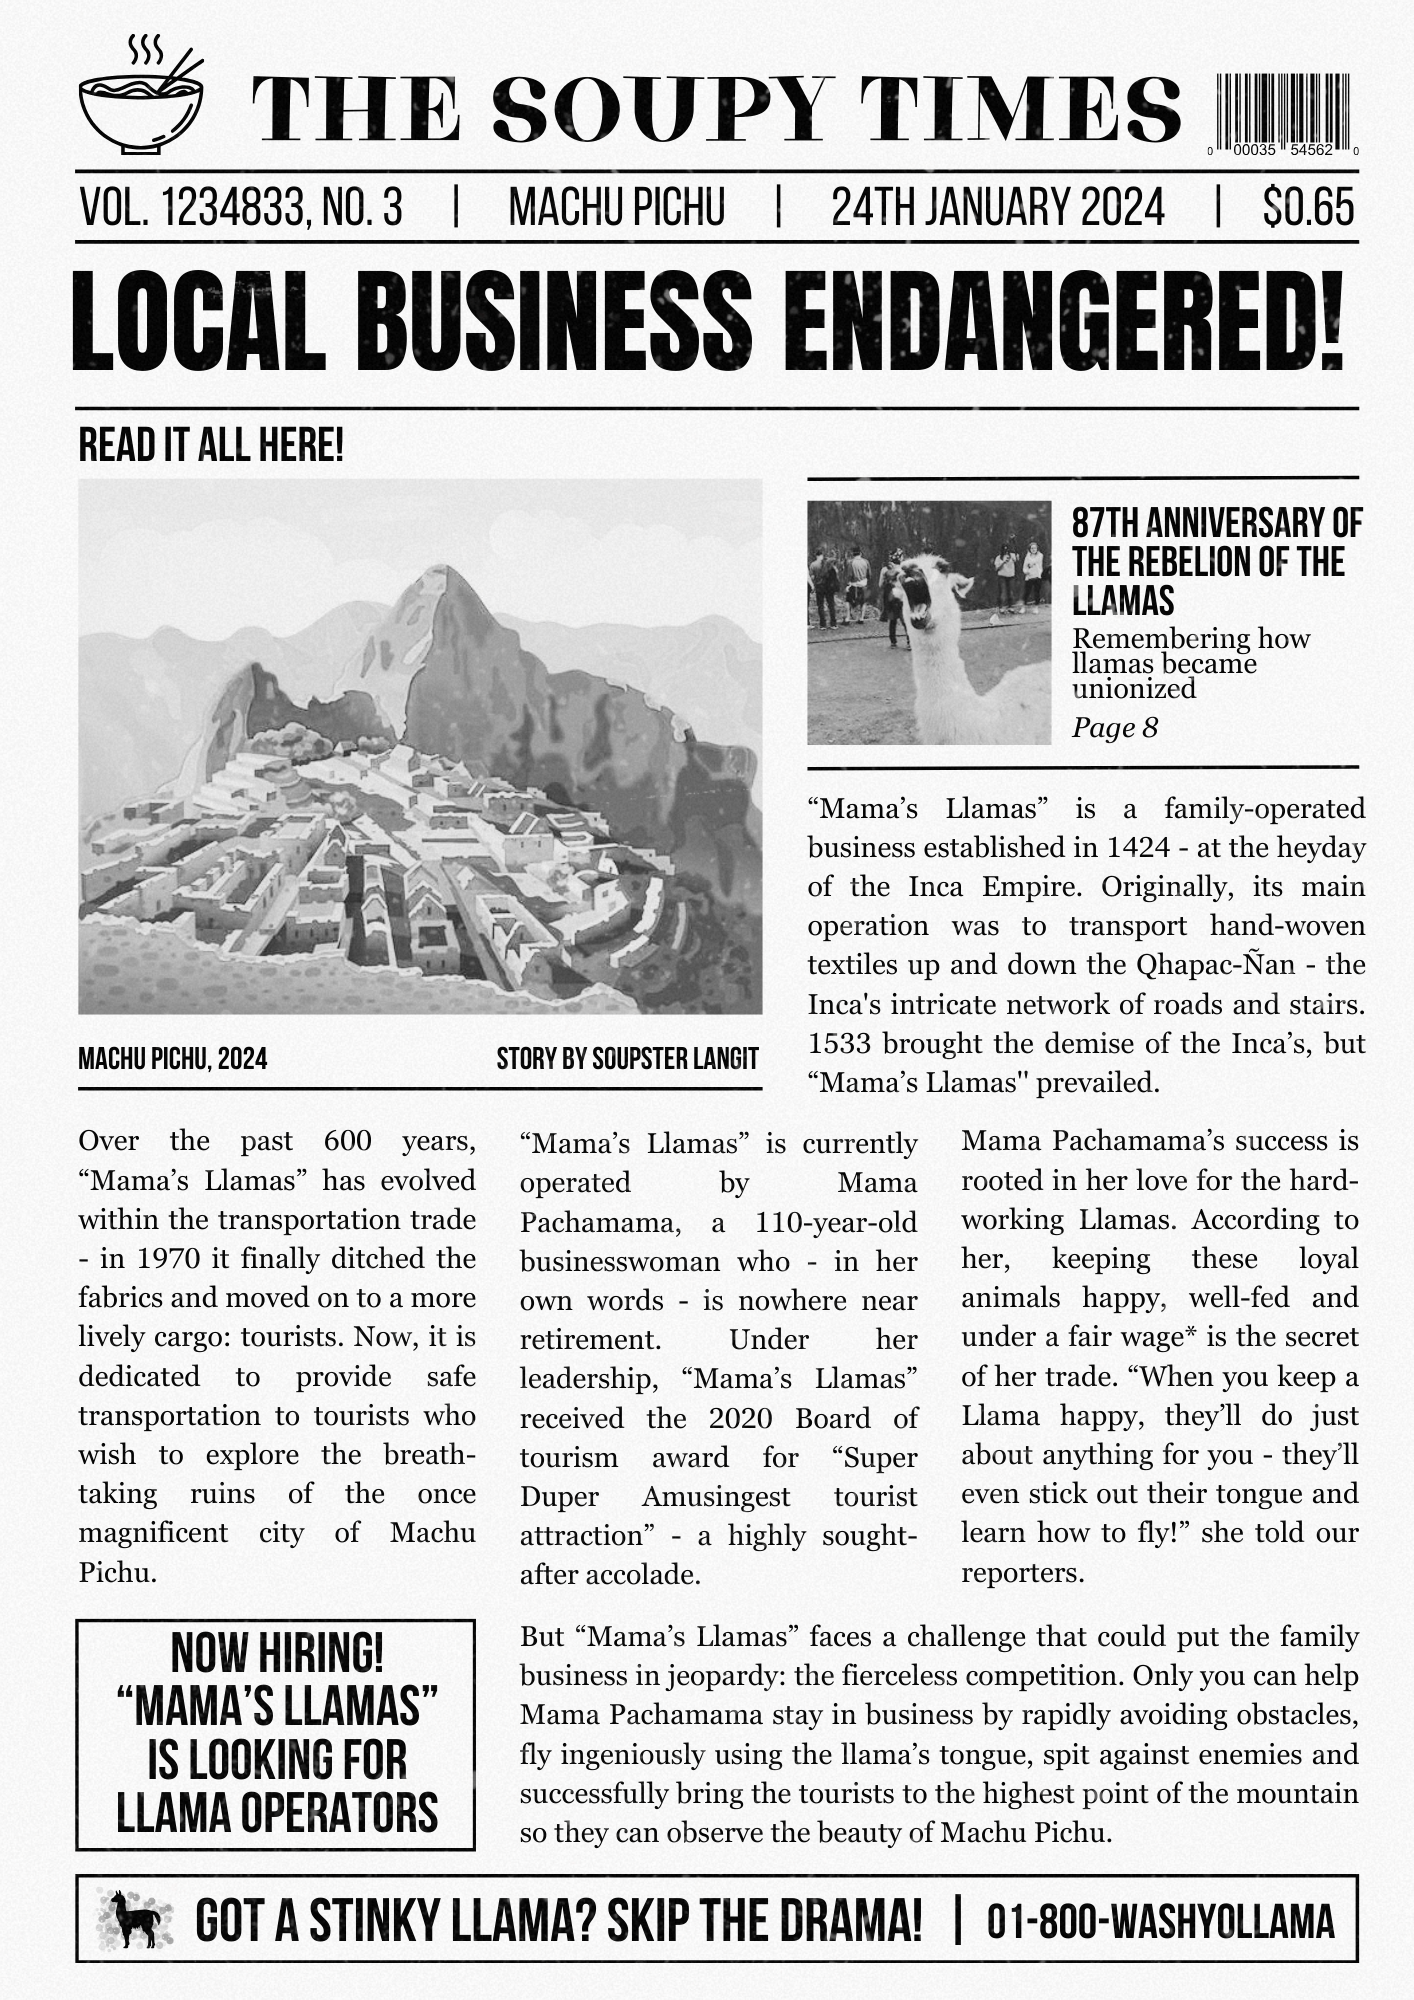 THE SOUPY TIMES
0 00035 54562 0
VOL. 1234833, NO. 3 | MACHU PICHU | 24TH JANUARY 2024 | $0.65
LOCAL BUSINESS ENDANGERED!
READ IT ALL HERE!
MACHU PICHU, 2024
STORY BY SOUPSTER LANGIT
87TH ANNIVERSARY OF
THE REBELION OF THE
LLAMAS
Remembering how
llamas became
unionized
Page 8
“Mama’s Llamas” is a family-operated
business established in 1424 - at the heyday
of the Inca Empire. Originally, its main
operation was to transport hand-woven
textiles up and down the Qhapac-Ñan - the
Inca's intricate network of roads and stairs.
1533 brought the demise of the Inca’s, but
“Mama’s Llamas" prevailed.
Over the past 600 years,
“Mama’s Llamas” has evolved
within the transportation trade
- in 1970 it finally ditched the
fabrics and moved on to a more
lively cargo: tourists. Now, it is
dedicated to provide safe
transportation to tourists who
wish to explore the breath-
taking ruins of the once
magnificent city of Machu
Pichu.
“Mama’s Llamas” is currently
operated by Mama
Pachamama, a 110-year-old
businesswoman who - in her
own words - is nowhere near
retirement. Under her
leadership, “Mama’s Llamas”
received the 2020 Board of
tourism award for “Super
Duper Amusingest tourist
attraction” - a highly sought-
after accolade.
Mama Pachamama’s success is
rooted in her love for the hard-
working Llamas. According to
her, keeping these loyal
animals happy, well-fed and
under a fair wage* is the secret
of her trade. “When you keep a
Llama happy, they’ll do just
about anything for you - they’ll
even stick out their tongue and
learn how to fly!” she told our
reporters.
NOW HIRING!
“MAMA’S LLAMAS”
IS LOOKING FOR
LLAMA OPERATORS
But “Mama’s Llamas” faces a challenge that could put the family
business in jeopardy: the fierceless competition. Only you can help
Mama Pachamama stay in business by rapidly avoiding obstacles,
fly ingeniously using the llama’s tongue, spit against enemies and
successfully bring the tourists to the highest point of the mountain
so they can observe the beauty of Machu Pichu.
GOT A STINKY LLAMA? SKIP THE DRAMA! | 01-800-WASHYOLLAMA